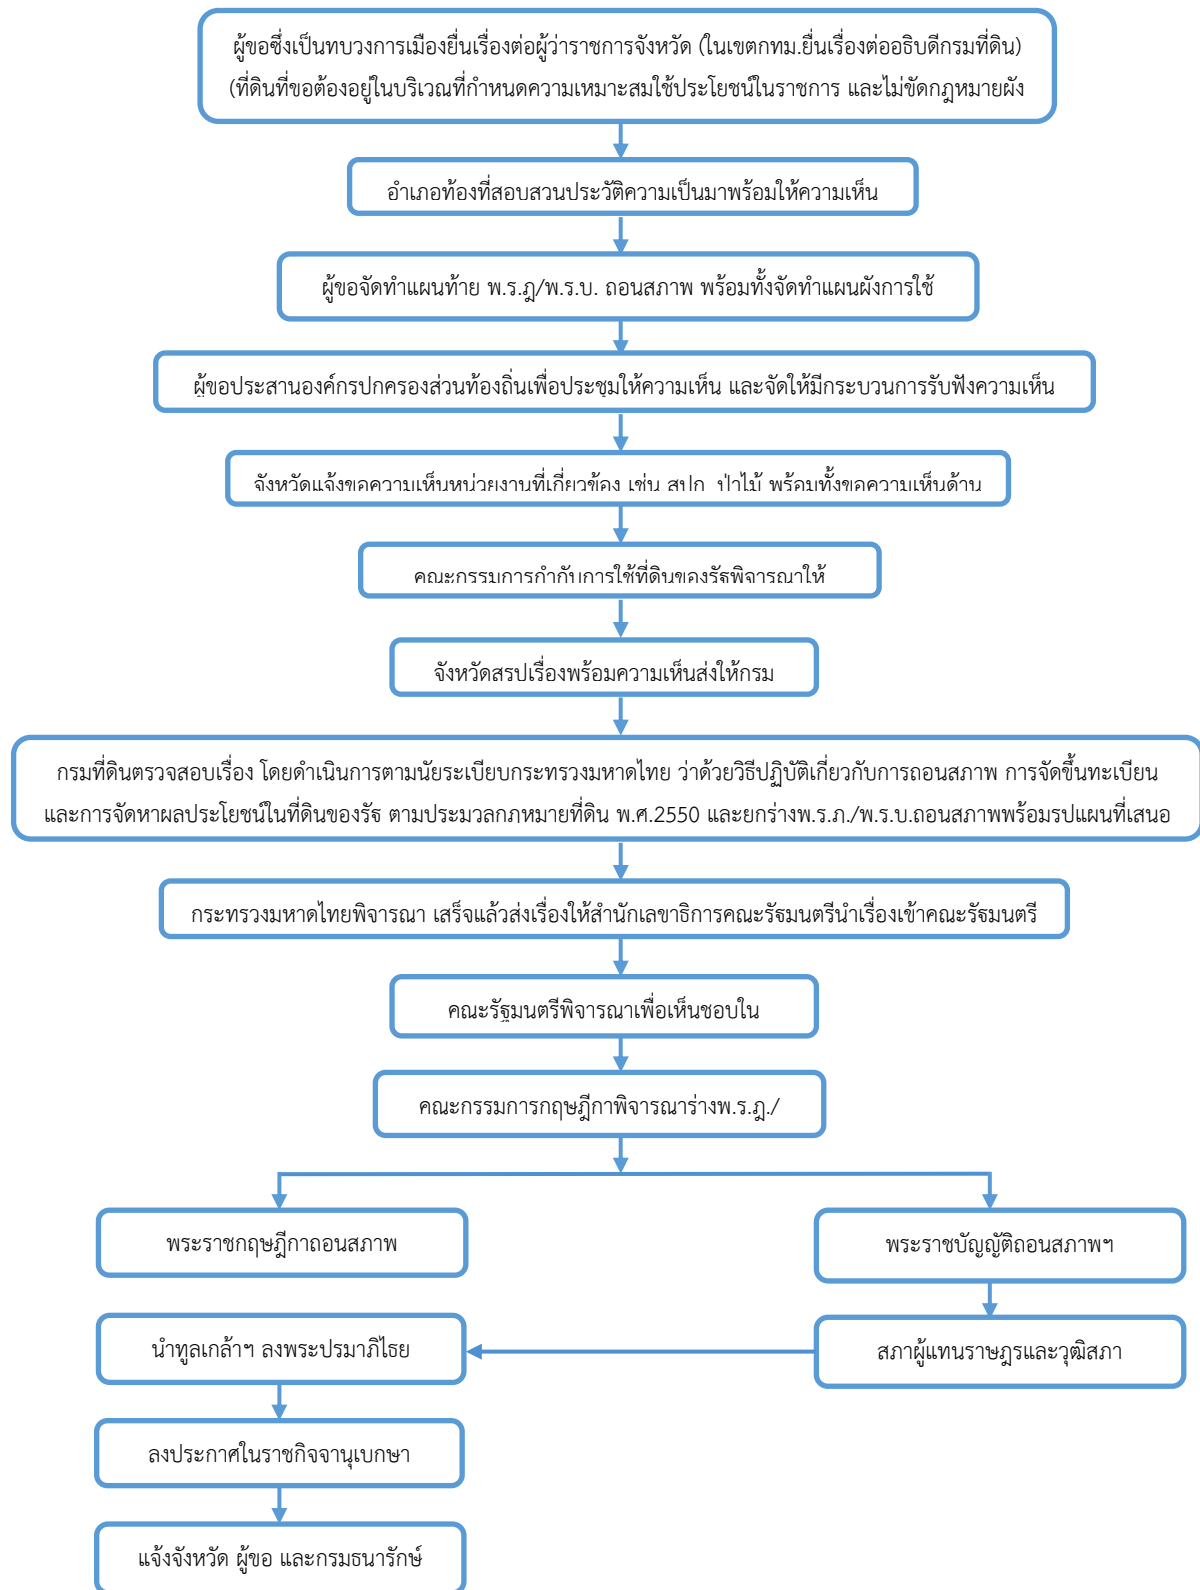 ผู้ขอซึ่งเป็นทบวงการเมืองยื่นเรื่องต่อผู้ว่าราชการจังหวัด (ในเขตกทม.ยื่นเรื่องต่ออธิบดีกรมที่ดิน)
(ที่ดินที่ขอต้องอยู่ในบริเวณที่กำหนดความเหมาะสมใช้ประโยชน์ในราชการ และไม่ขัดกฎหมายผัง
อำเภอท้องที่สอบสวนประวัติความเป็นมาพร้อมให้ความเห็น
ผู้ขอจัดทำแผนท้าย พ.ร.ฎ/พ.ร.บ. ถอนสภาพ พร้อมทั้งจัดทำแผนผังการใช้
ผู้ขอประสานองค์กรปกครองส่วนท้องถิ่นเพื่อประชุมให้ความเห็น และจัดให้มีกระบวนการรับฟังความเห็น
จังหวัดแจ้งขอความเห็นหน่วยงานที่เกี่ยวข้อง เช่น สปก ป่าไม้ พร้อมทั้งขอความเห็นด้าน
คณะกรรมการกำกับการใช้ที่ดินของรัฐพิจารณาให้
จังหวัดสรุปเรื่องพร้อมความเห็นส่งให้กรม
กรมที่ดินตรวจสอบเรื่อง โดยดำเนินการตามนัยระเบียบกระทรวงมหาดไทย ว่าด้วยวิธีปฏิบัติเกี่ยวกับการถอนสภาพ การจัดขึ้นทะเบียน
และการจัดหาผลประโยชน์ในที่ดินของรัฐ ตามประมวลกฎหมายที่ดิน พ.ศ.2550 และยกร่างพ.ร.ฎ./พ.ร.บ.ถอนสภาพพร้อมรูปแผนที่เสนอ
กระทรวงมหาดไทยพิจารณา เสร็จแล้วส่งเรื่องให้สำนักเลขาธิการคณะรัฐมนตรีนำเรื่องเข้าคณะรัฐมนตรี
คณะรัฐมนตรีพิจารณาเพื่อเห็นชอบใน
คณะกรรมการกฤษฎีกาพิจารณาร่างพ.ร.ฎ./
พระราชกฤษฎีกาถอนสภาพ
พระราชบัญญัติถอนสภาพฯ
นำทูลเกล้าฯ ลงพระปรมาภิไธย
สภาผู้แทนราษฎรและวุฒิสภา
ลงประกาศในราชกิจจานุเบกษา
แจ้งจังหวัด ผู้ขอ และกรมธนารักษ์